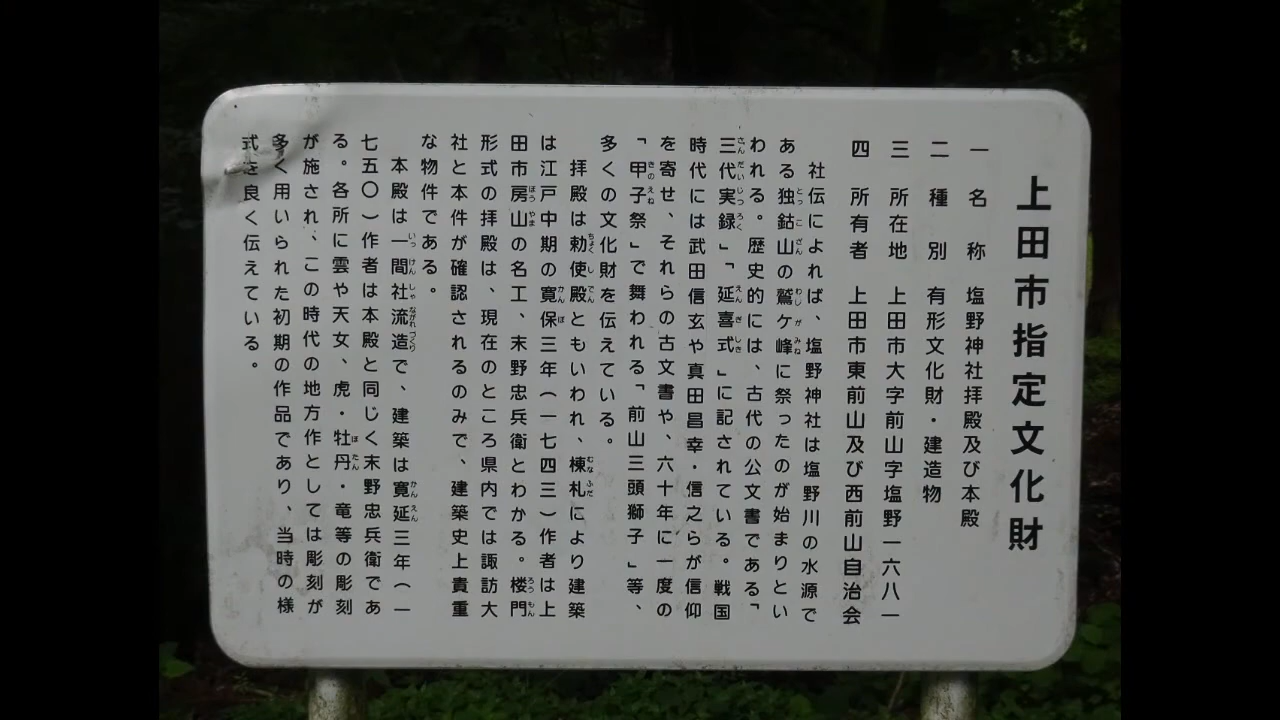 上田市指定文化財
一 名 称 塩野神社拝殿及び本殿
二 種 別 有形文化財・建造物
三 所在地 上田市大字前山字塩野一六八一
四 所有者 上田市東前山及び西前山自治会
社伝によれば、塩野神社は塩野川の水源で
ある独鈷山の鷲ケ峰に祭ったのが始まりとい
われる。歴史的には、古代の公文書である「
三代実録」「延喜式」に記されている。戦国
時代には武田信玄や真田昌幸・信之らが信仰
を寄せ、それらの古文書や、六十年に一度の
「甲子祭」で舞われる「前山三頭獅子」等、
多くの文化財を伝えている。
拝殿は勅使殿ともいわれ、棟札により建築
は江戸中期の寛保三年(一七四三)作者は上
田市房山の名工、末野忠兵衛とわかる。楼門
形式の拝殿は、現在のところ県内では諏訪大
社と本件が確認されるのみで、建築史上貴重
な物件である。
本殿は一間社流造で、建築は寛延三年(一
七五〇)作者は本殿と同じく末野忠兵衛であ
る。各所に雲や天女、虎・牡丹・竜等の彫刻
が施され、この時代の地方作としては彫刻が
多く用いられた初期の作品であり、当時の様
式を良く伝えている。